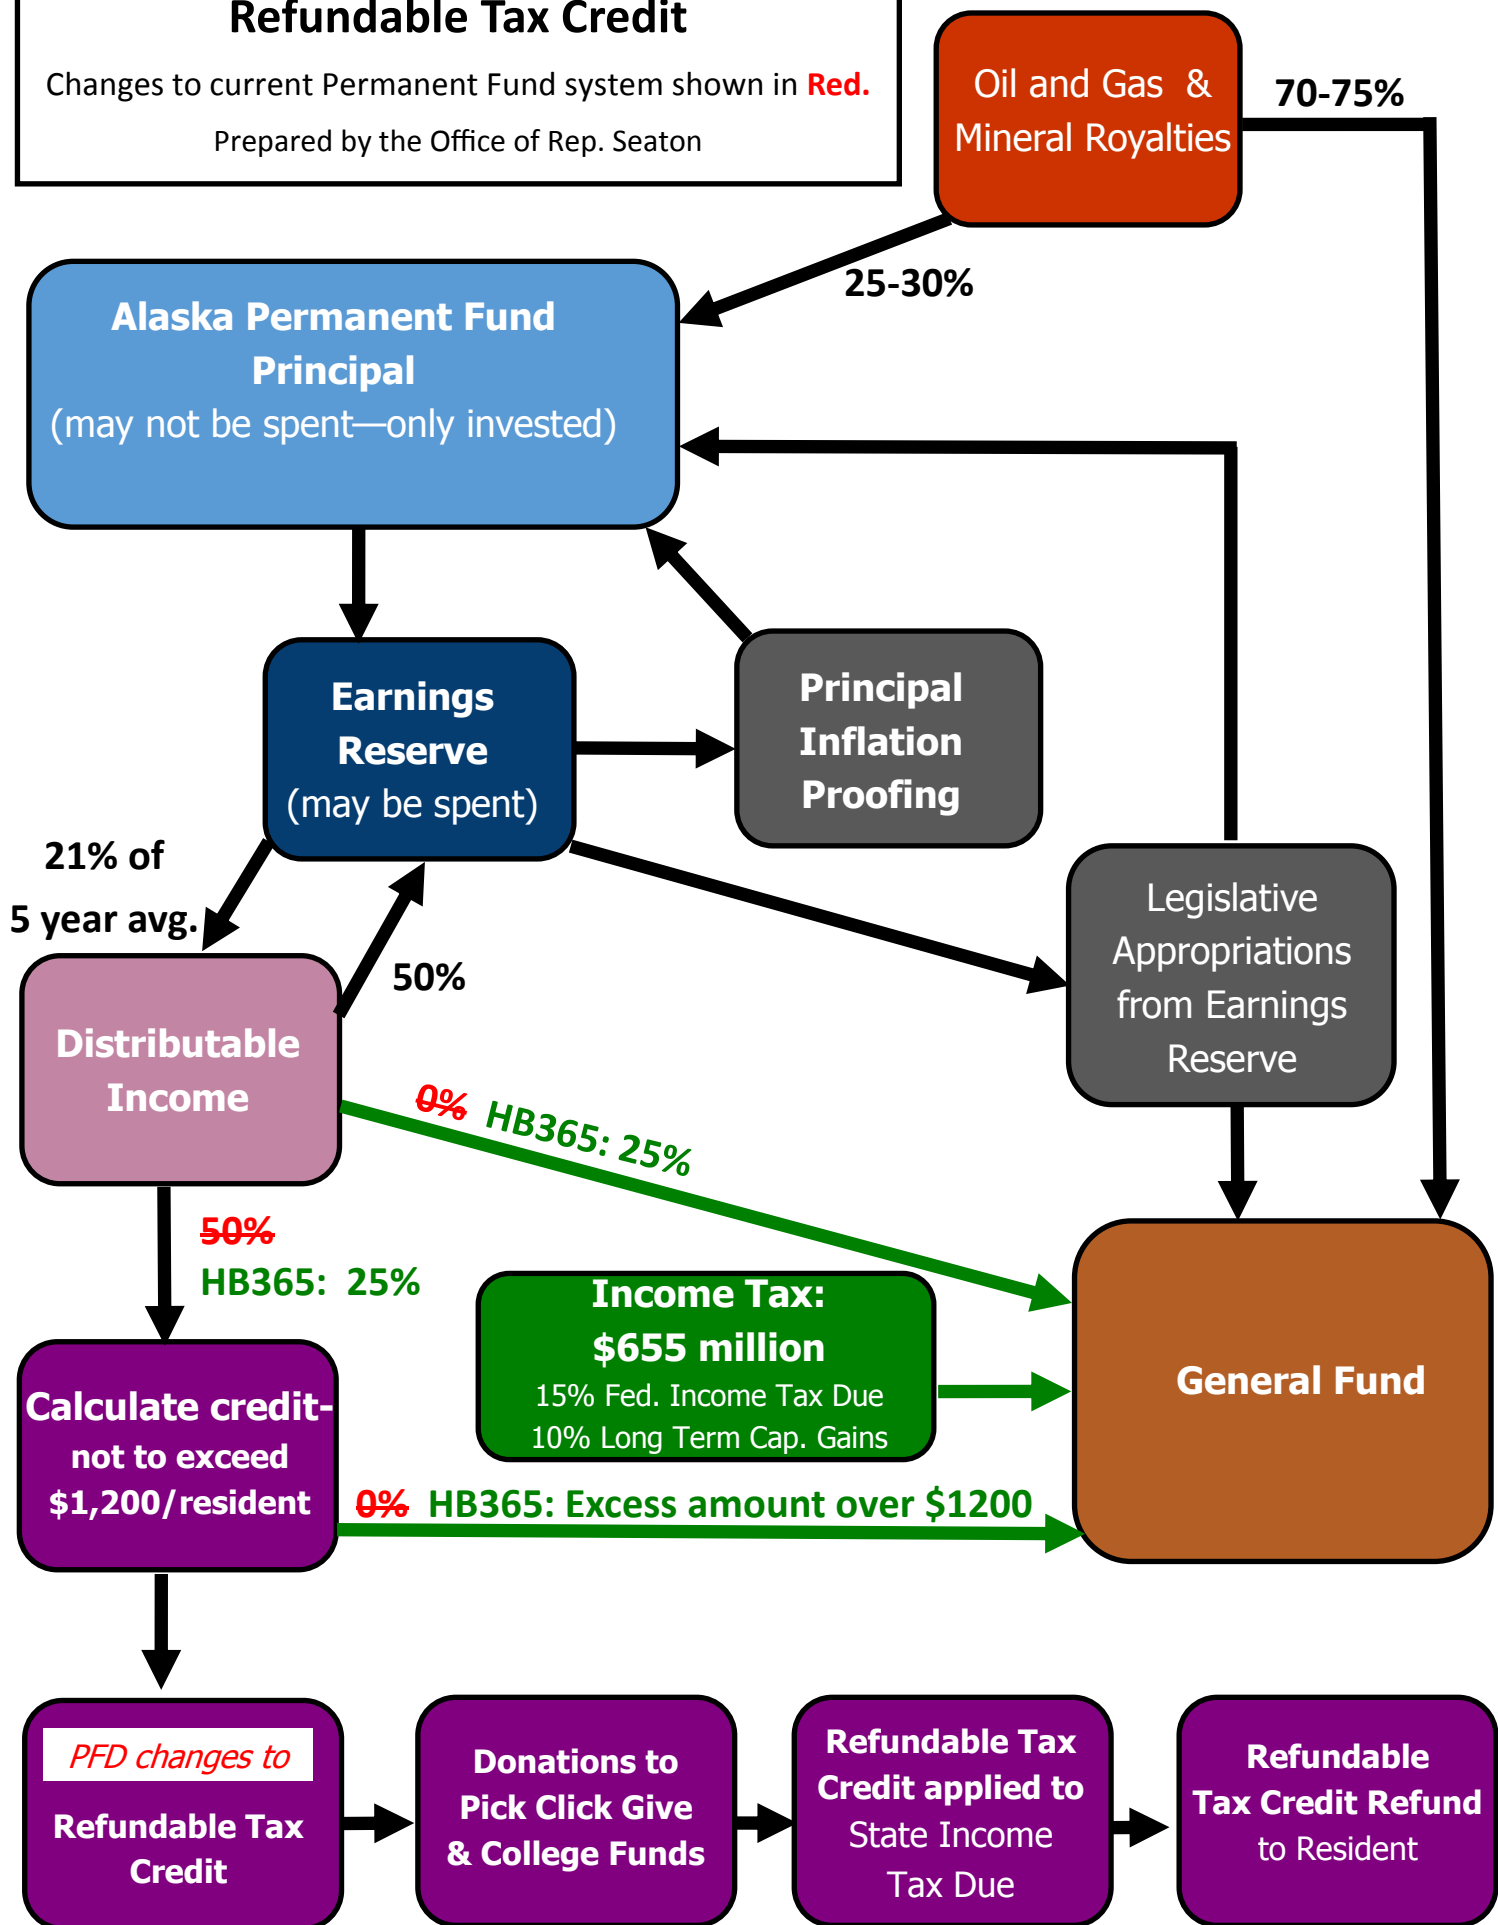 Refundable Tax Credit
Changes to current Permanent Fund system shown in Red.
Prepared by the Office of Rep. Seaton
Oil and Gas &
Mineral Royalties
70-75%
25-30%
Alaska Permanent Fund
Principal
(may not be spent—only invested)
Earnings
Reserve
(may be spent)
Principal
Inflation
Proofing
21% of
5 year avg.
50%
Legislative
Appropriations
from Earnings
Reserve
Distributable
Income
0% HB365: 25%
50%
HB365: 25%
Income Tax:
$655 million
15% Fed. Income Tax Due
10% Long Term Cap. Gains
General Fund
Calculate credit-
not to exceed
$1,200/resident
0% HB365: Excess amount over $1200
PFD changes to
Refundable Tax
Credit
Donations to
Pick Click Give
& College Funds
Refundable Tax
Credit applied to
State Income
Tax Due
Refundable
Tax Credit Refund
to Resident